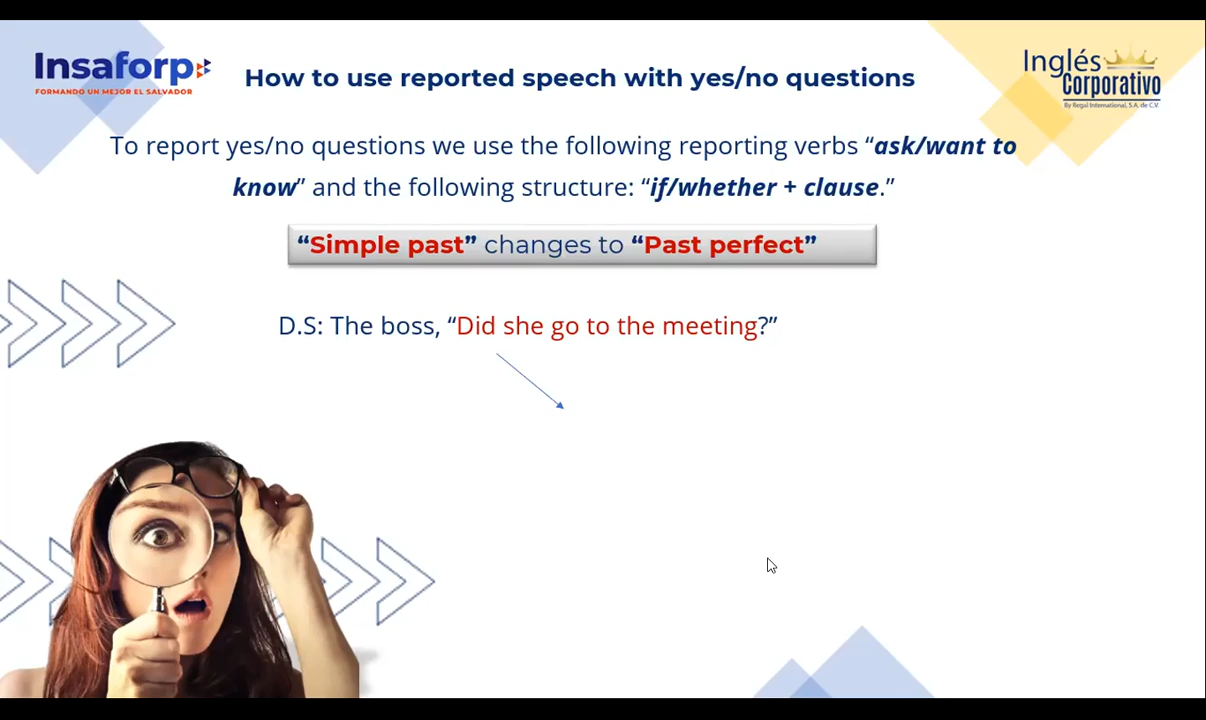 Insaforp
FORMANDO UN MEJOR EL SALVADOR
How to use reported speech with yes/no questions
Inglés
Corporativo
By Regal International, S.A. de C.V.
To report yes/no questions we use the following reporting verbs “ask/want to
know” and the following structure: “if/whether + clause.”
“Simple past” changes to “Past perfect”
D.S: The boss, “Did she go to the meeting?”